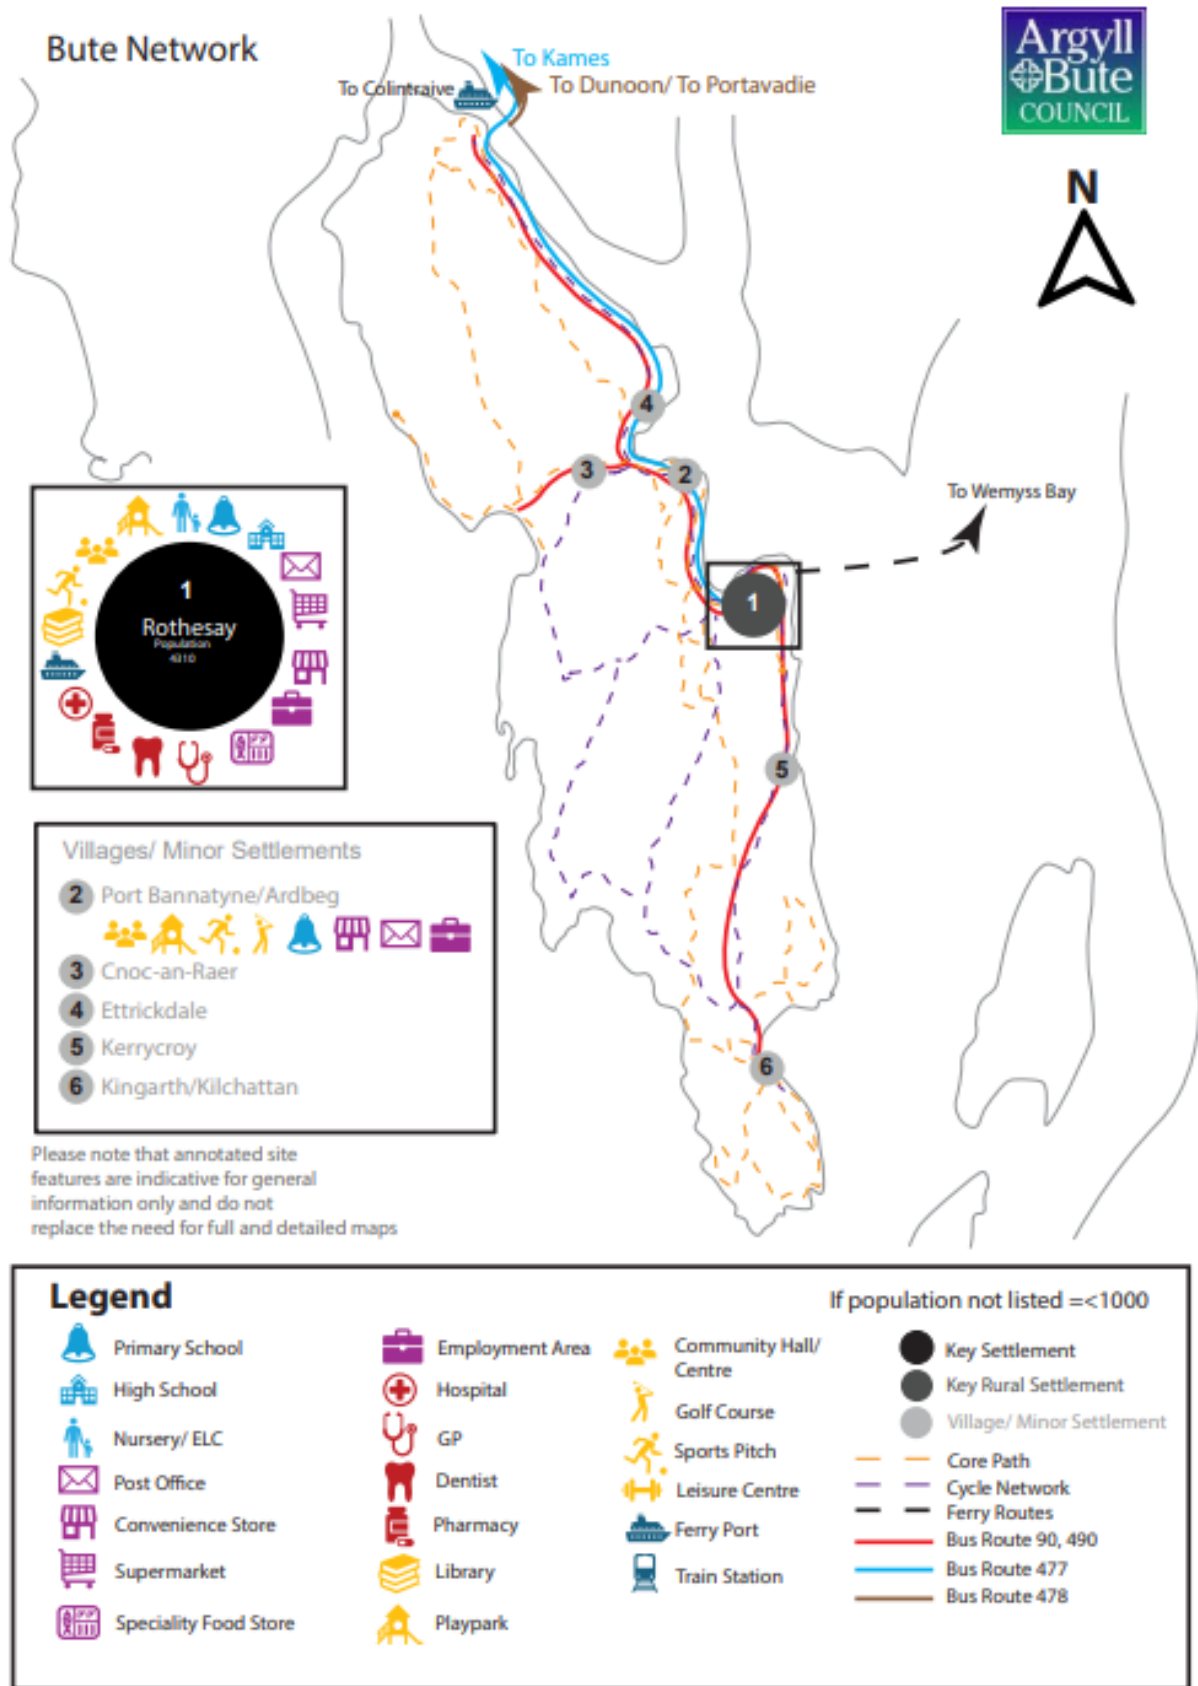 Bute Network
To Kames
To Colintraive
To Dunoon/ To Portavadie
Argyll
Bute
COUNCIL
N
4
3
2
To Wemyss Bay
1
1
Rothesay
Population
4310
5
6
Villages/ Minor Settlements
2 Port Bannatyne/Ardbeg
3 Cnoc-an-Raer
4 Ettrickdale
5 Kerrycroy
6 Kingarth/Kilchattan
Please note that annotated site
features are indicative for general
information only and do not
replace the need for full and detailed maps
Legend
If population not listed =<1000
Primary School
High School
Nursery/ ELC
Post Office
Convenience Store
Supermarket
Speciality Food Store
Employment Area
Hospital
GP
Dentist
Pharmacy
Library
Playpark
Community Hall/
Centre
Golf Course
Sports Pitch
Leisure Centre
Ferry Port
Train Station
Key Settlement
Key Rural Settlement
Village/ Minor Settlement
Core Path
Cycle Network
Ferry Routes
Bus Route 90, 490
Bus Route 477
Bus Route 478